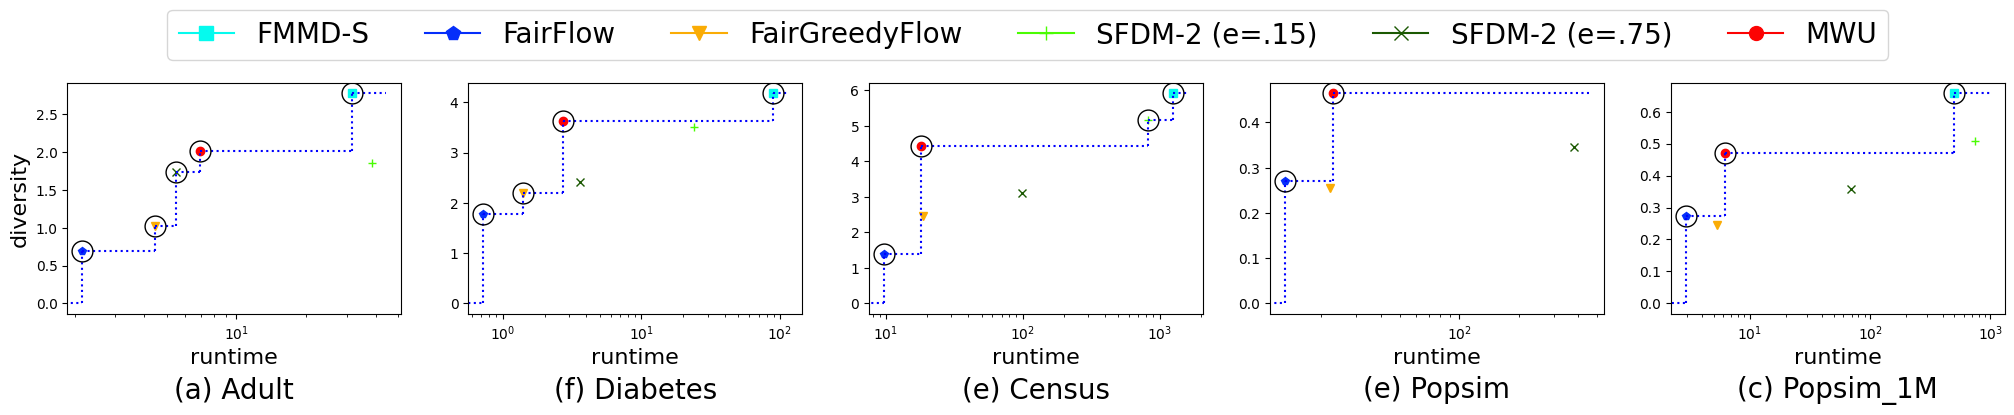 FMMD-S FairFlow FairGreedyFlow SFDM-2 (e=.15) SFDM-2 (e=.75) MWU
diversity
2.5
2.0
1.5
1.0
0.5
0.0
10¹
runtime
(a) Adult
4
3
2
1
0
10⁰ 10¹ 10²
runtime
(f) Diabetes
6
5
4
3
2
1
0
10¹ 10² 10³
runtime
(e) Census
0.4
0.3
0.2
0.1
0.0
10²
runtime
(e) Popsim
0.6
0.5
0.4
0.3
0.2
0.1
0.0
10¹ 10² 10³
runtime
(c) Popsim_1M